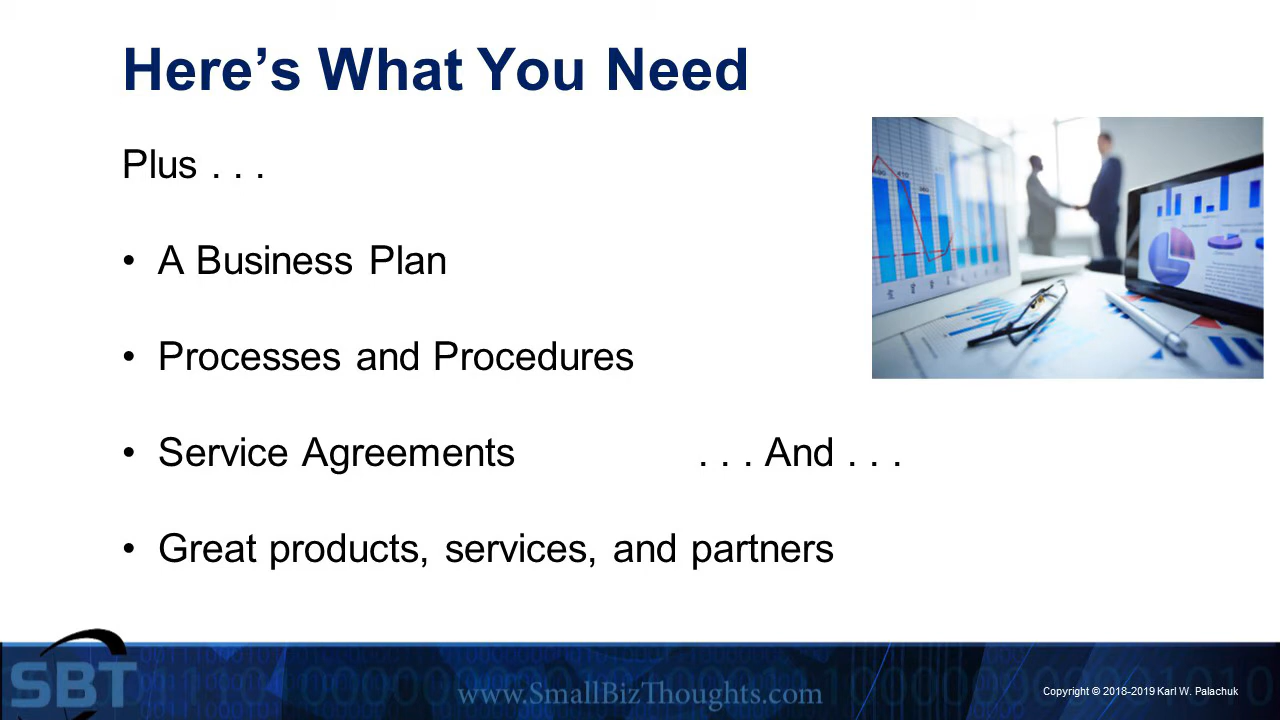 Here’s What You Need
Plus . . .
• A Business Plan
• Processes and Procedures
• Service Agreements . . . And . . .
• Great products, services, and partners
SBT
www.SmallBizThoughts.com
Copyright © 2018-2019 Karl W. Palachuk